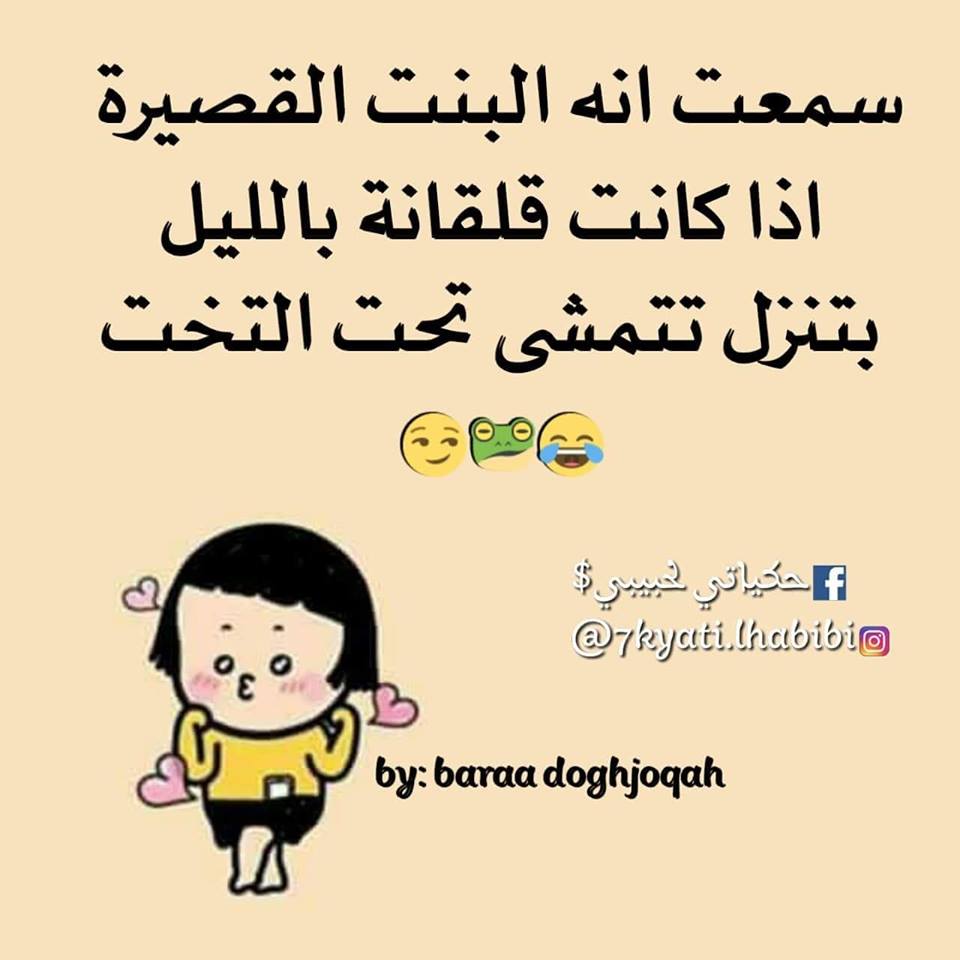 سمعت انه البنت القصيرة
اذا كانت قلقانة بالليل
بتنزل تتمشى تحت التخت
حكياتي لحبيبي$
@7kyati.lhabibi
by: baraa doghjoqah